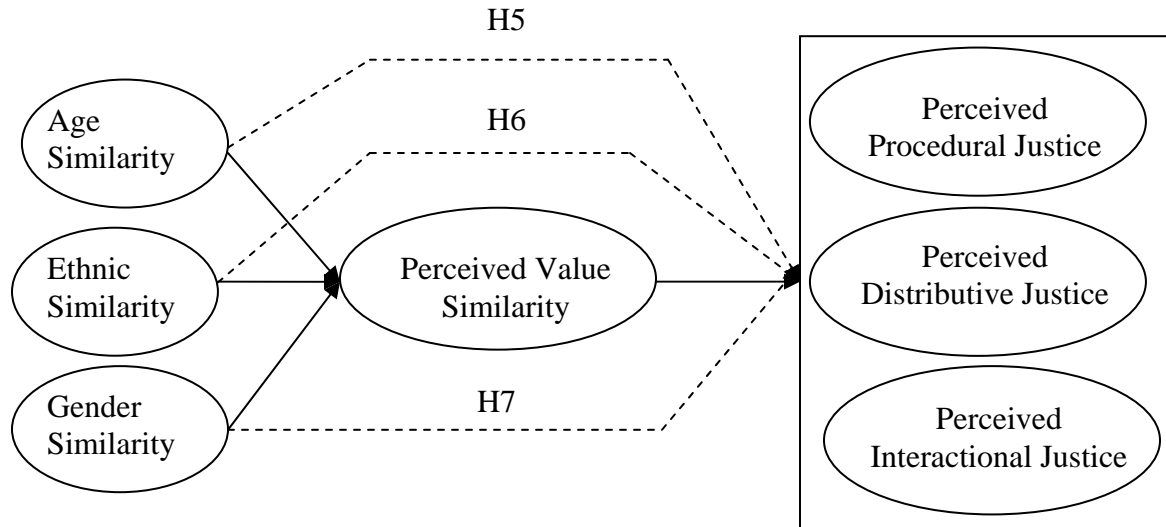 H5
Age
Similarity
H6
Ethnic
Similarity
Perceived Value
Similarity
Gender
Similarity
H7
Perceived
Procedural Justice
Perceived
Distributive Justice
Perceived
Interactional Justice